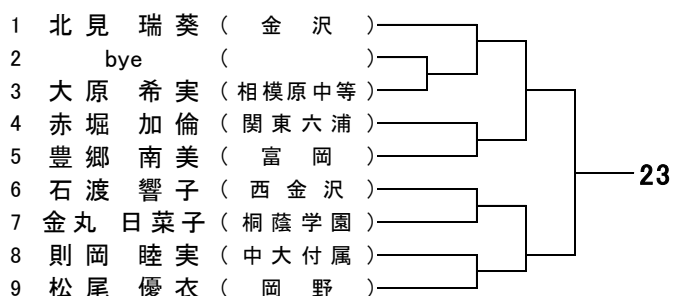 1 北見 瑞葵 ( 金沢 )
2 bye ( )
3 大原 希実 ( 相模原中等 )
4 赤堀 加倫 ( 関東六浦 )
5 豊郷 南美 ( 富岡 )
23
6 石渡 響子 ( 西金沢 )
7 金丸 日菜子 ( 桐蔭学園 )
8 則岡 睦実 ( 中大付属 )
9 松尾 優衣 ( 岡野 )